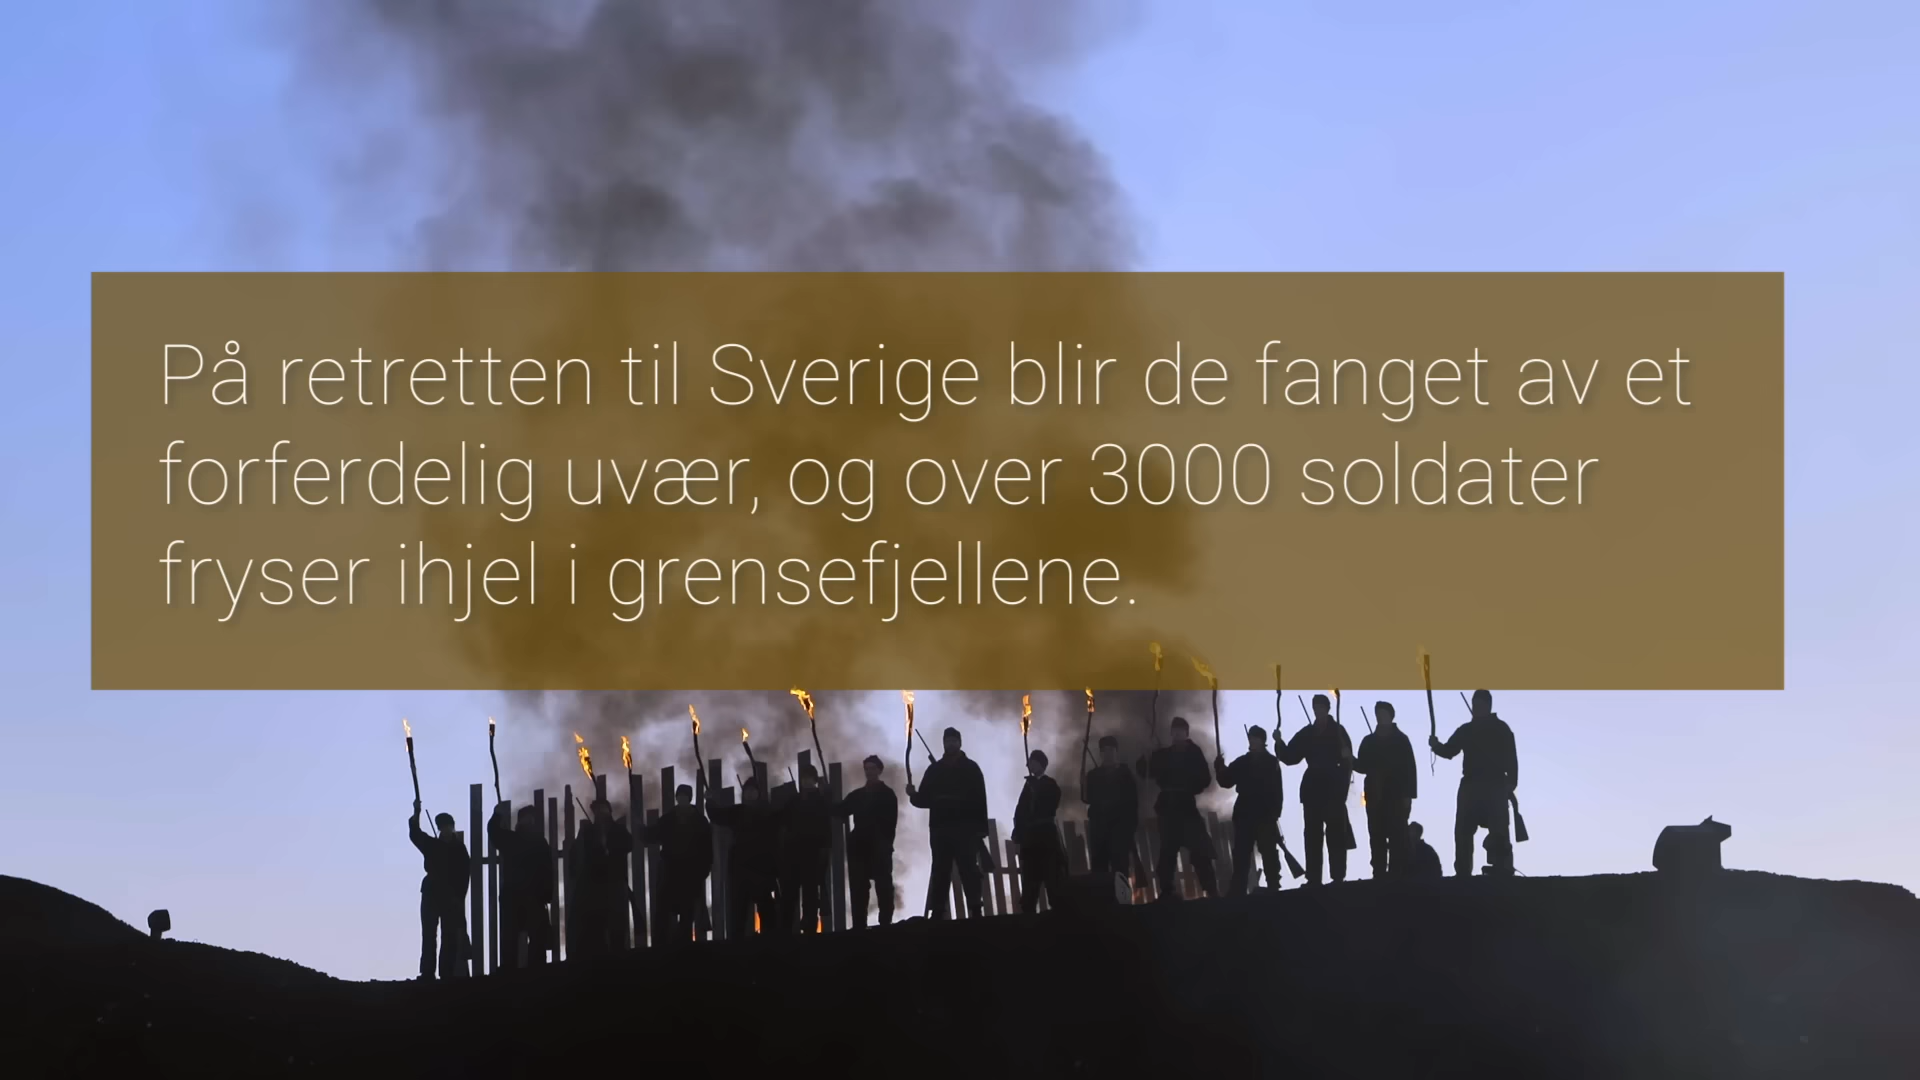 På retretten til Sverige blir de fanget av et
forferdelig uvær, og over 3000 soldater
fryser ihjel i grensefjellene.